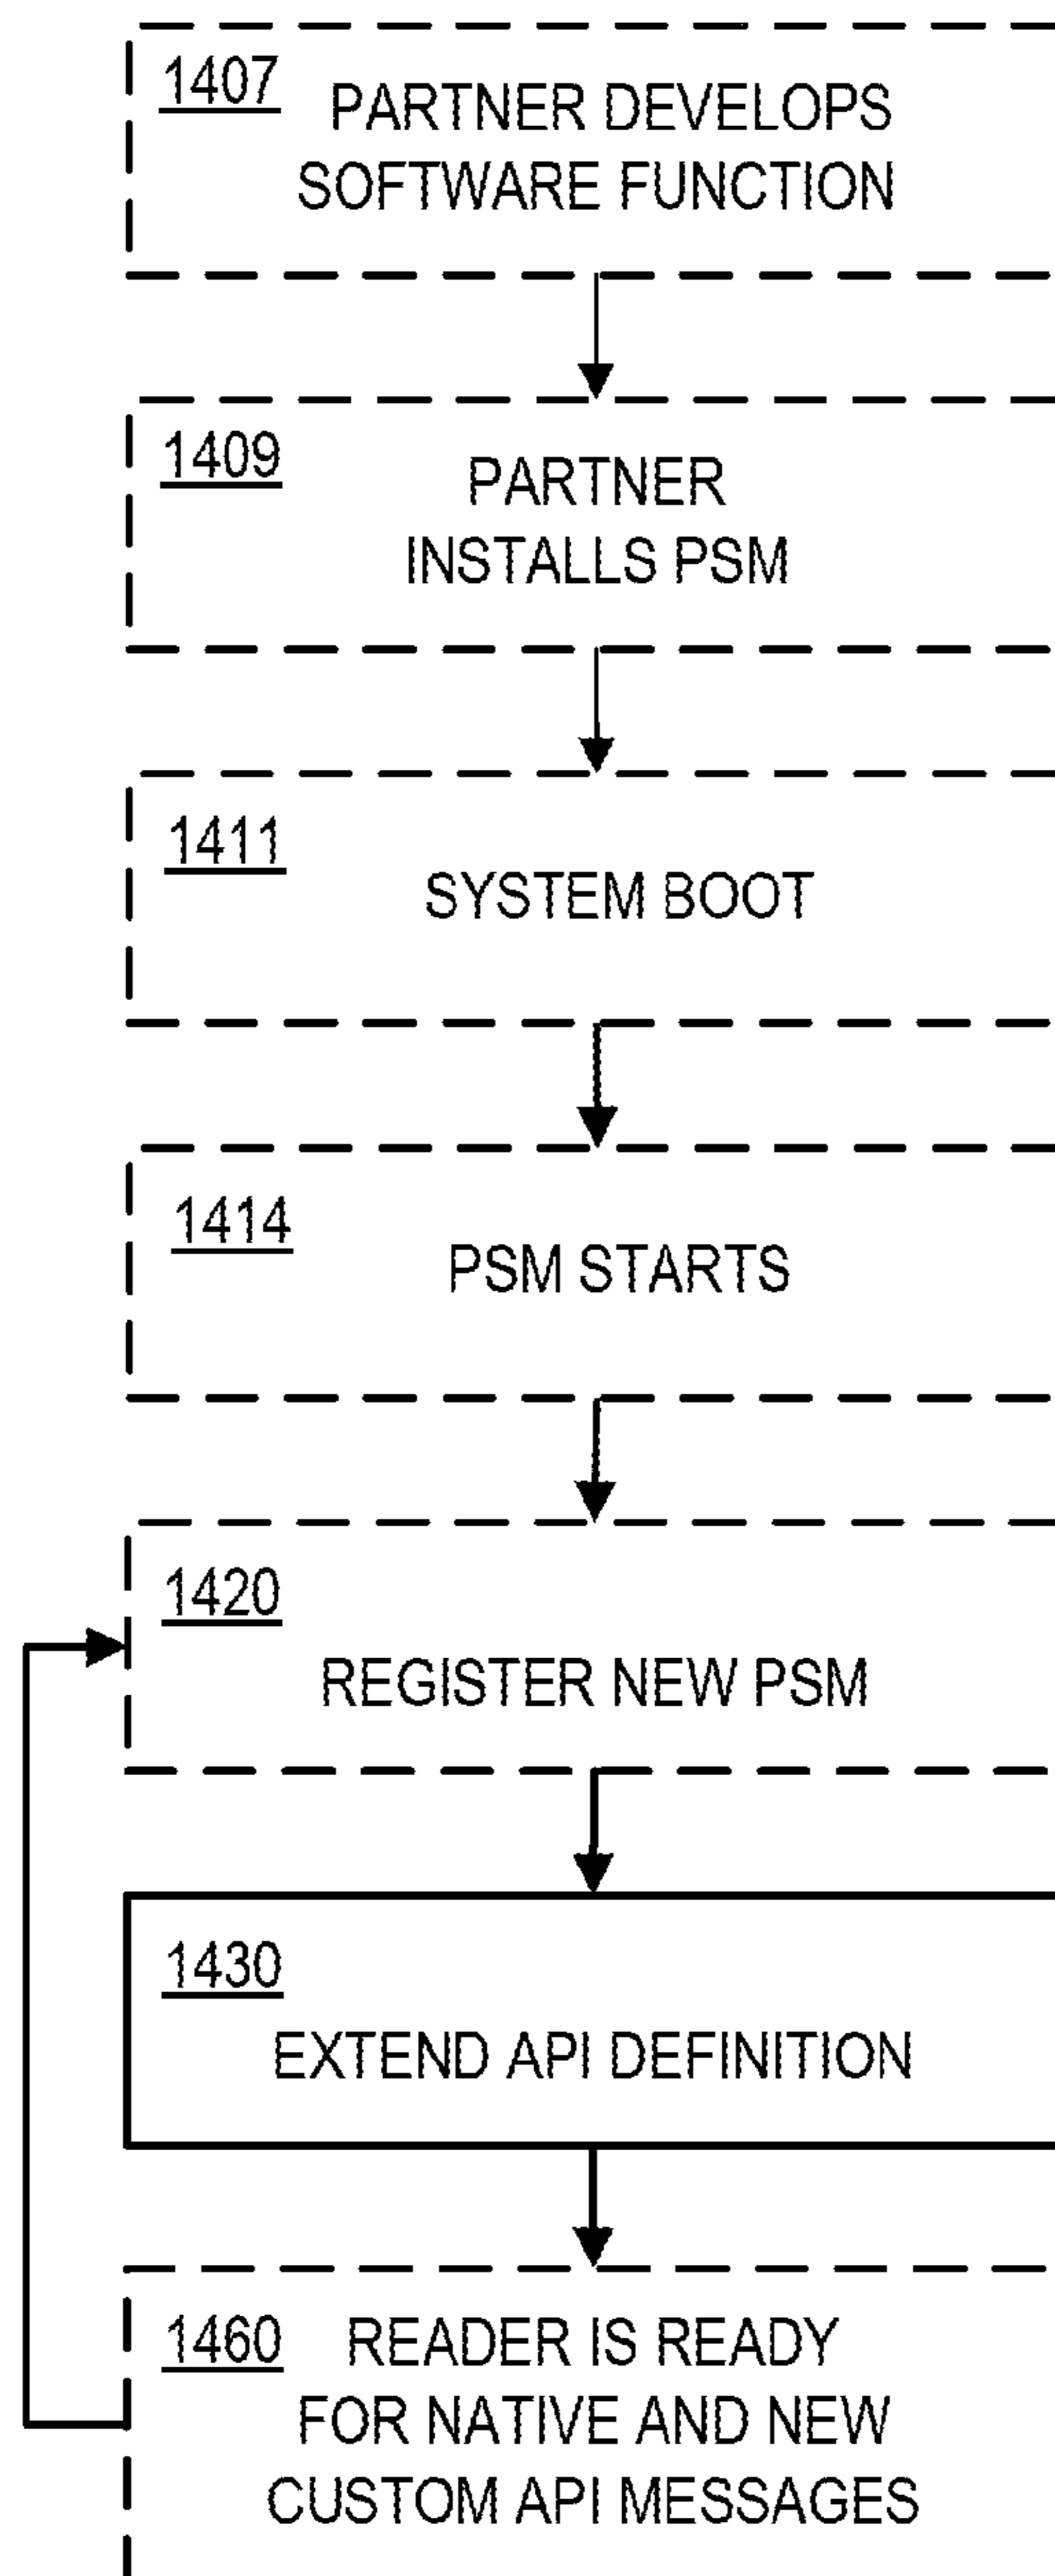 1407
PARTNER DEVELOPS
SOFTWARE FUNCTION
1409
PARTNER
INSTALLS PSM
1411
SYSTEM BOOT
1414
PSM STARTS
1420
REGISTER NEW PSM
1430
EXTEND API DEFINITION
1460
READER IS READY
FOR NATIVE AND NEW
CUSTOM API MESSAGES